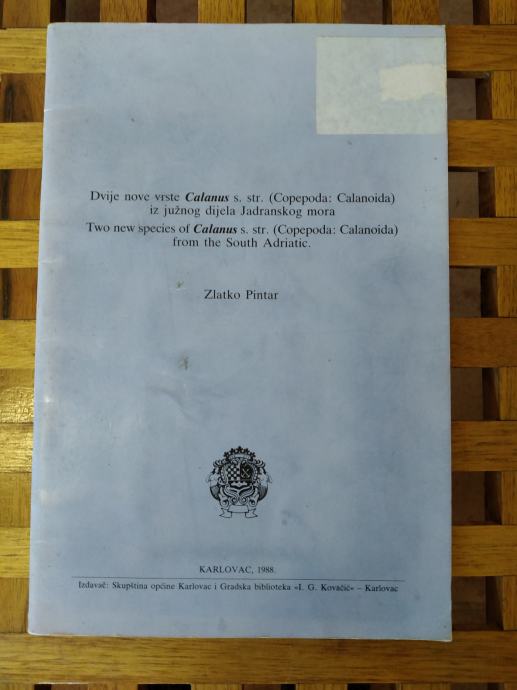 Dvije nove vrste Calanus s. str. (Copepoda: Calanoida)
iz južnog dijela Jadranskog mora
Two new species of Calanus s. str. (Copepoda: Calanoida)
from the South Adriatic.
Zlatko Pintar
KARLOVAC, 1988.
Izdavač: Skupština općine Karlovac i Gradska biblioteka «I. G. Kovačić» – Karlovac